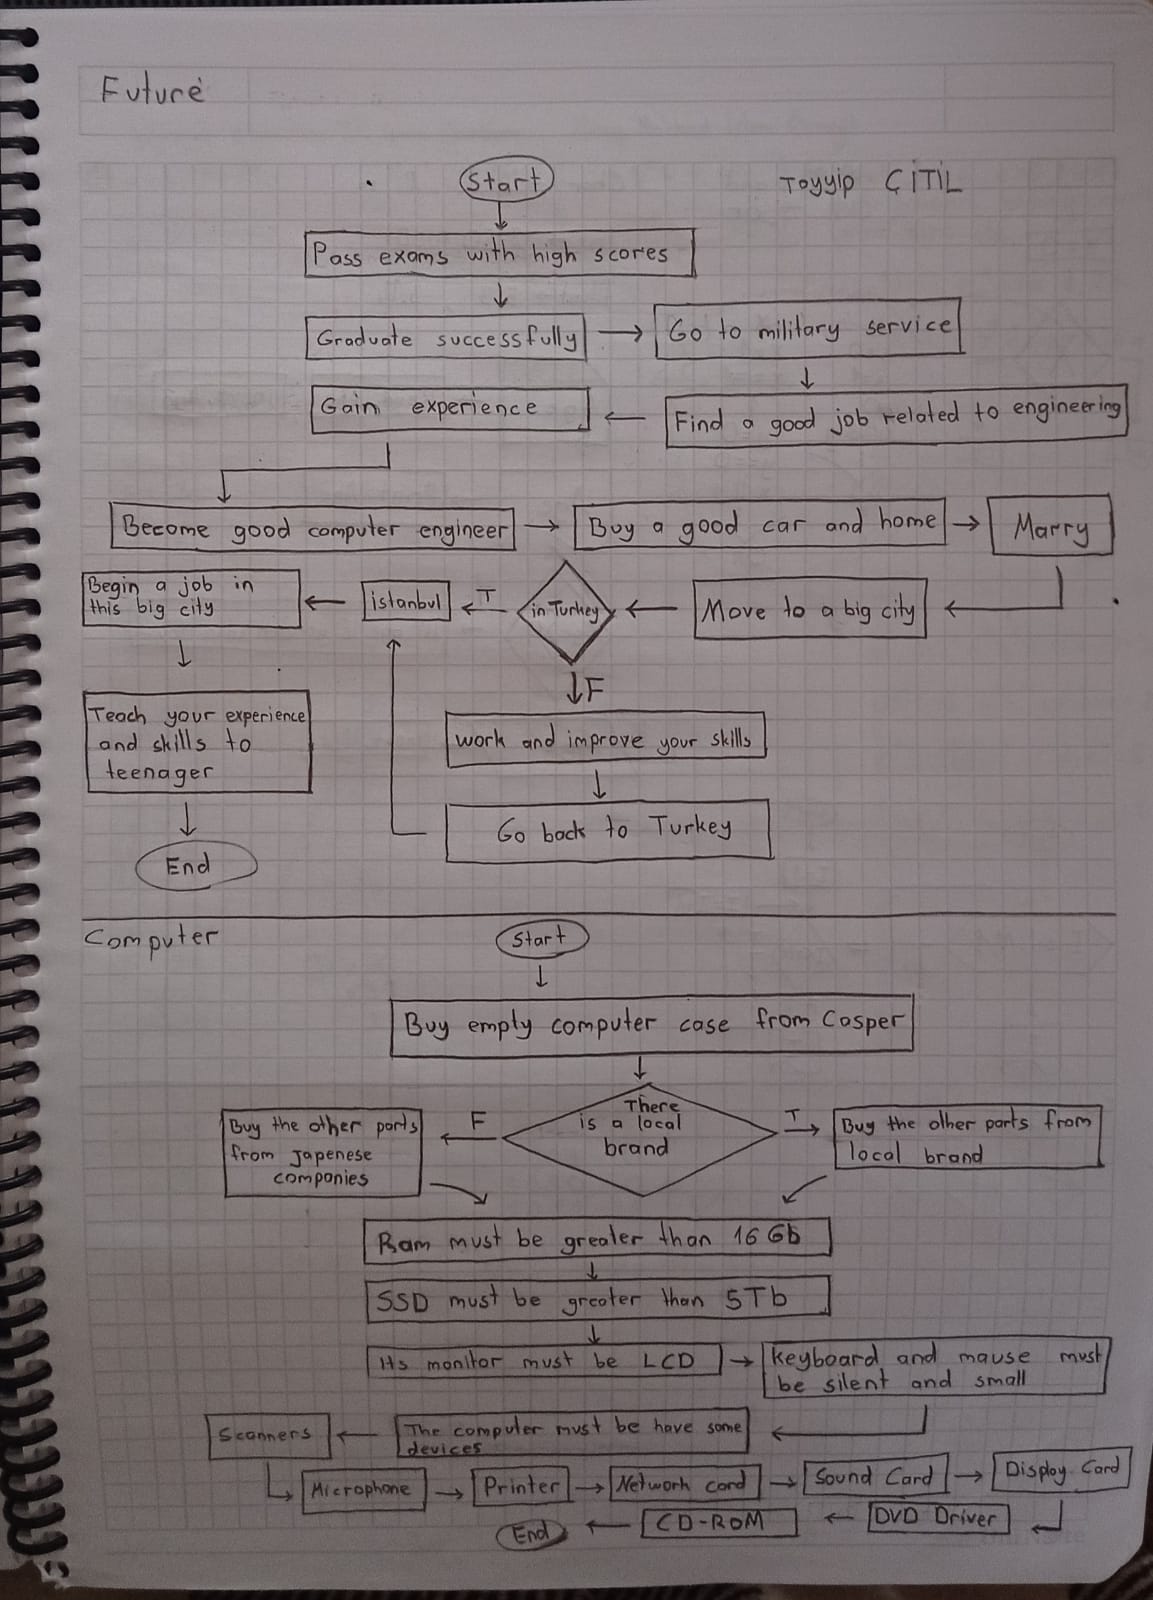 Future
Start
Toyyip ÇİTİL
Pass exams with high scores
Graduate successfully
Go to military service
Gain experience
Find a good job related to engineering
Become good computer engineer
Buy a good car and home
Marry
Begin a job in
this big city
istanbul
T
in Turkey
Move to a big city
F
Teach your experience
and skills to
teenager
work and improve your skills
Go back to Turkey
End
Computer
Start
Buy empty computer case from Casper
There
is a local
brand
F
T
Buy the other parts
from Japenese
companies
Buy the other parts from
local brand
Ram must be greater than 16 Gb
SSD must be greater than 5Tb
Its monitor must be LCD
keyboard and mause must
be silent and small
Scanners
The computer must be have some
devices
Microphone
Printer
Network card
Sound Card
Display Card
End
CD-ROM
DVD Driver